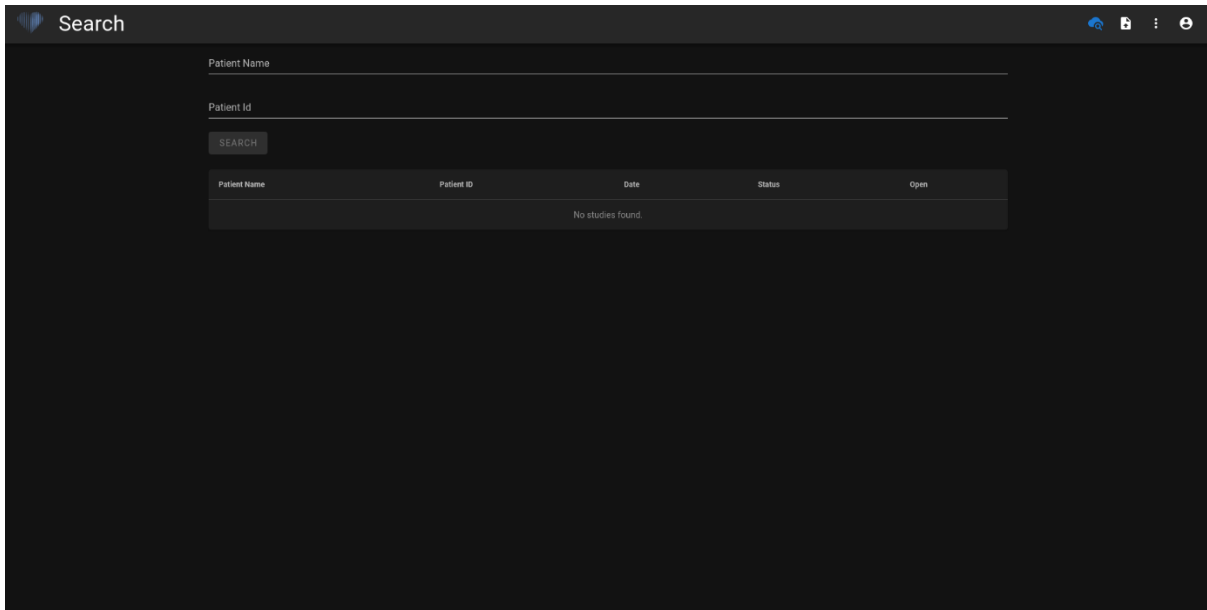 Search
Patient Name
Patient Id
SEARCH
Patient Name Patient ID Date Status Open
No studies found.